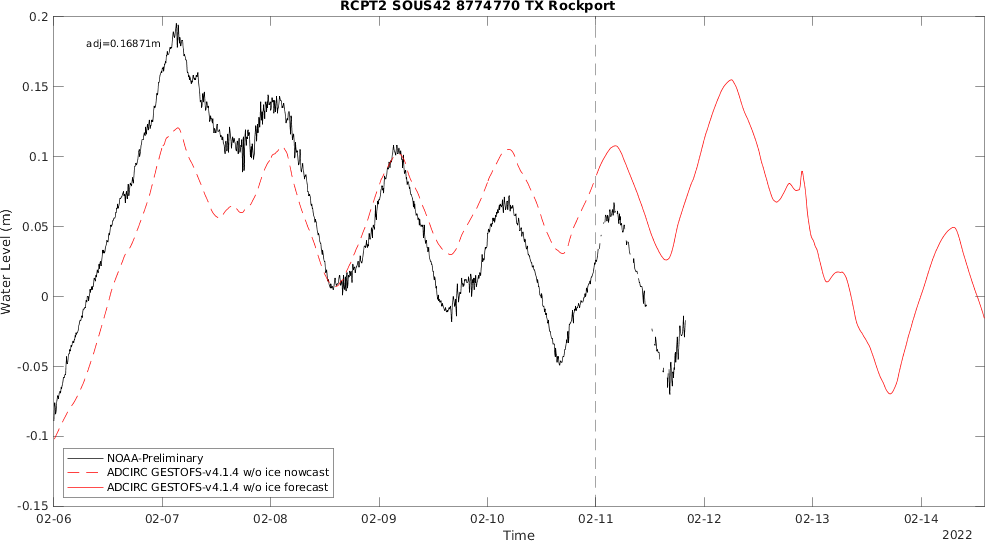 RCPT2 SOUS42 8774770 TX Rockport
adj=0.16871m
0.2
0.15
0.1
0.05
0
-0.05
-0.1
-0.15
Water Level (m)
NOAA-Preliminary
ADCIRC GESTOFS-v4.1.4 w/o ice nowcast
ADCIRC GESTOFS-v4.1.4 w/o ice forecast
02-06 02-07 02-08 02-09 02-10 02-11 02-12 02-13 02-14
Time
2022